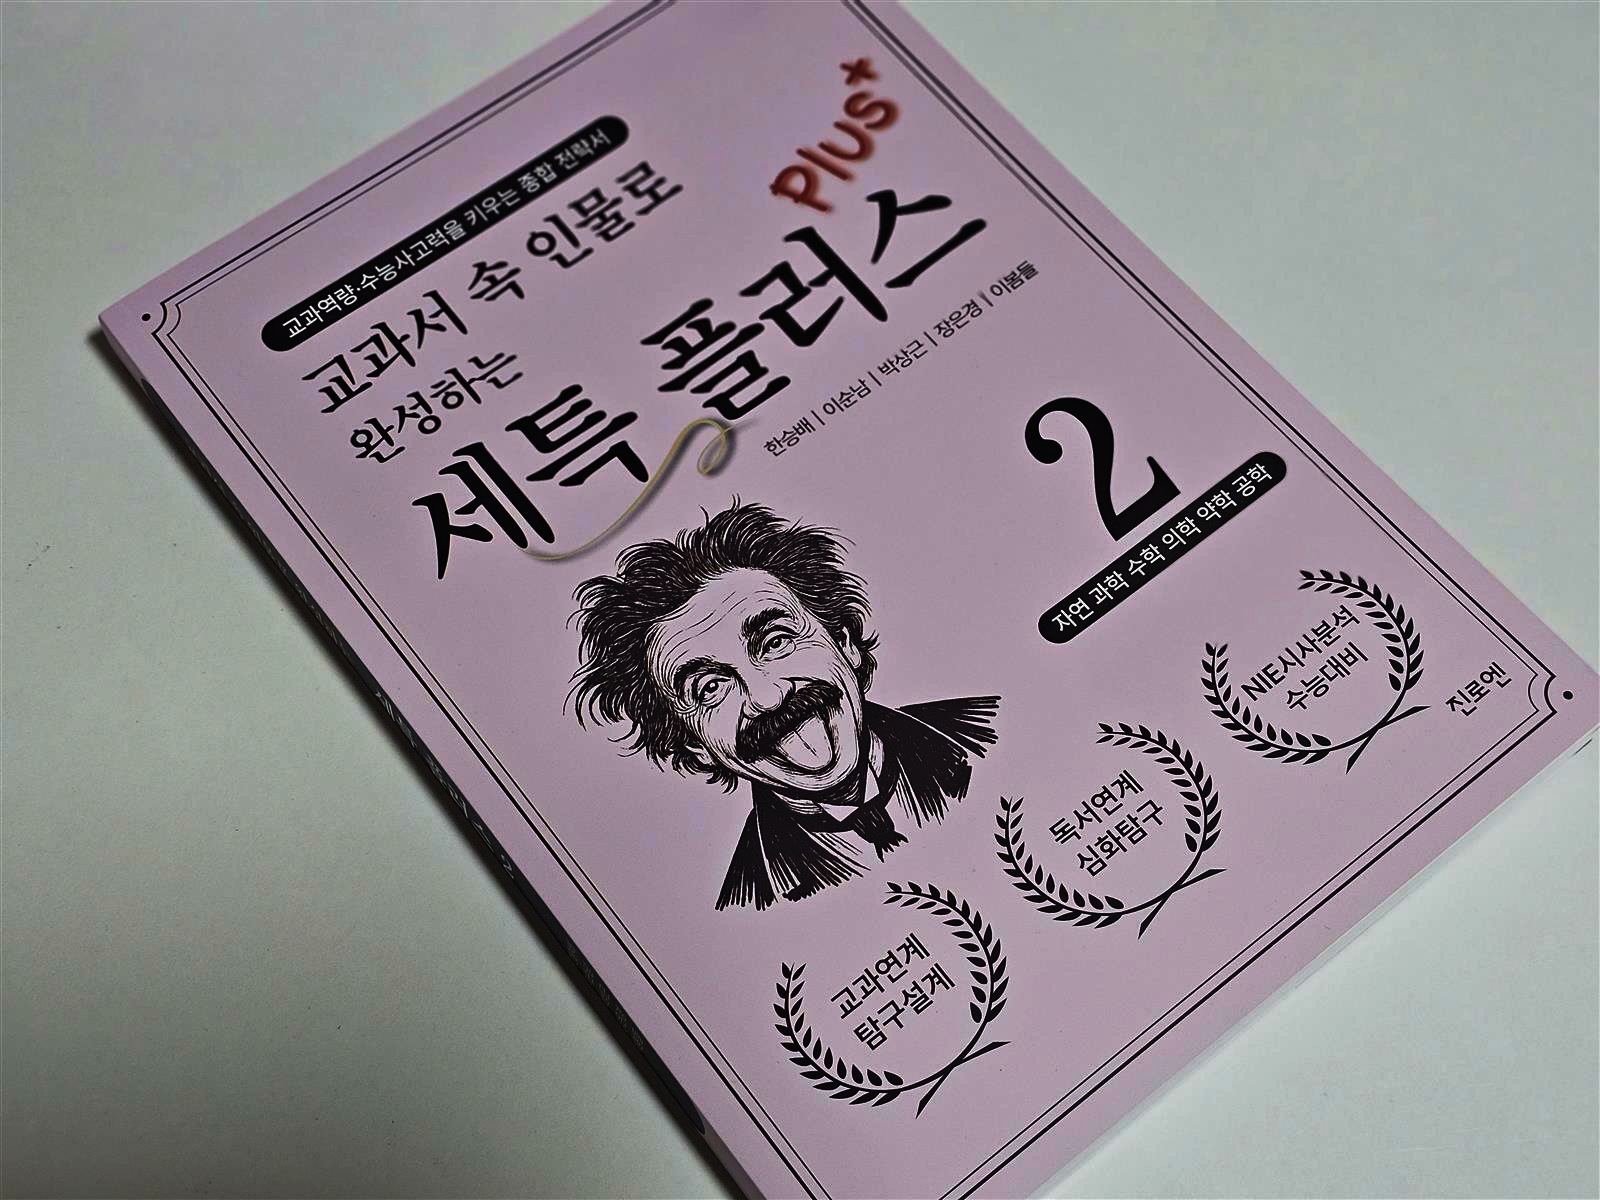 교과역량·수능사고력을 키우는 종합 전략서
교과서 속 인물로
완성하는
Plus+
세특 플러스
한승배 | 이순남 | 박상근 | 장은경 | 이봄들
2
자연 과학 수학 의학 약학 공학
교과연계
탐구설계
독서연계
심화탐구
NIE시사분석
수능대비
진로엔